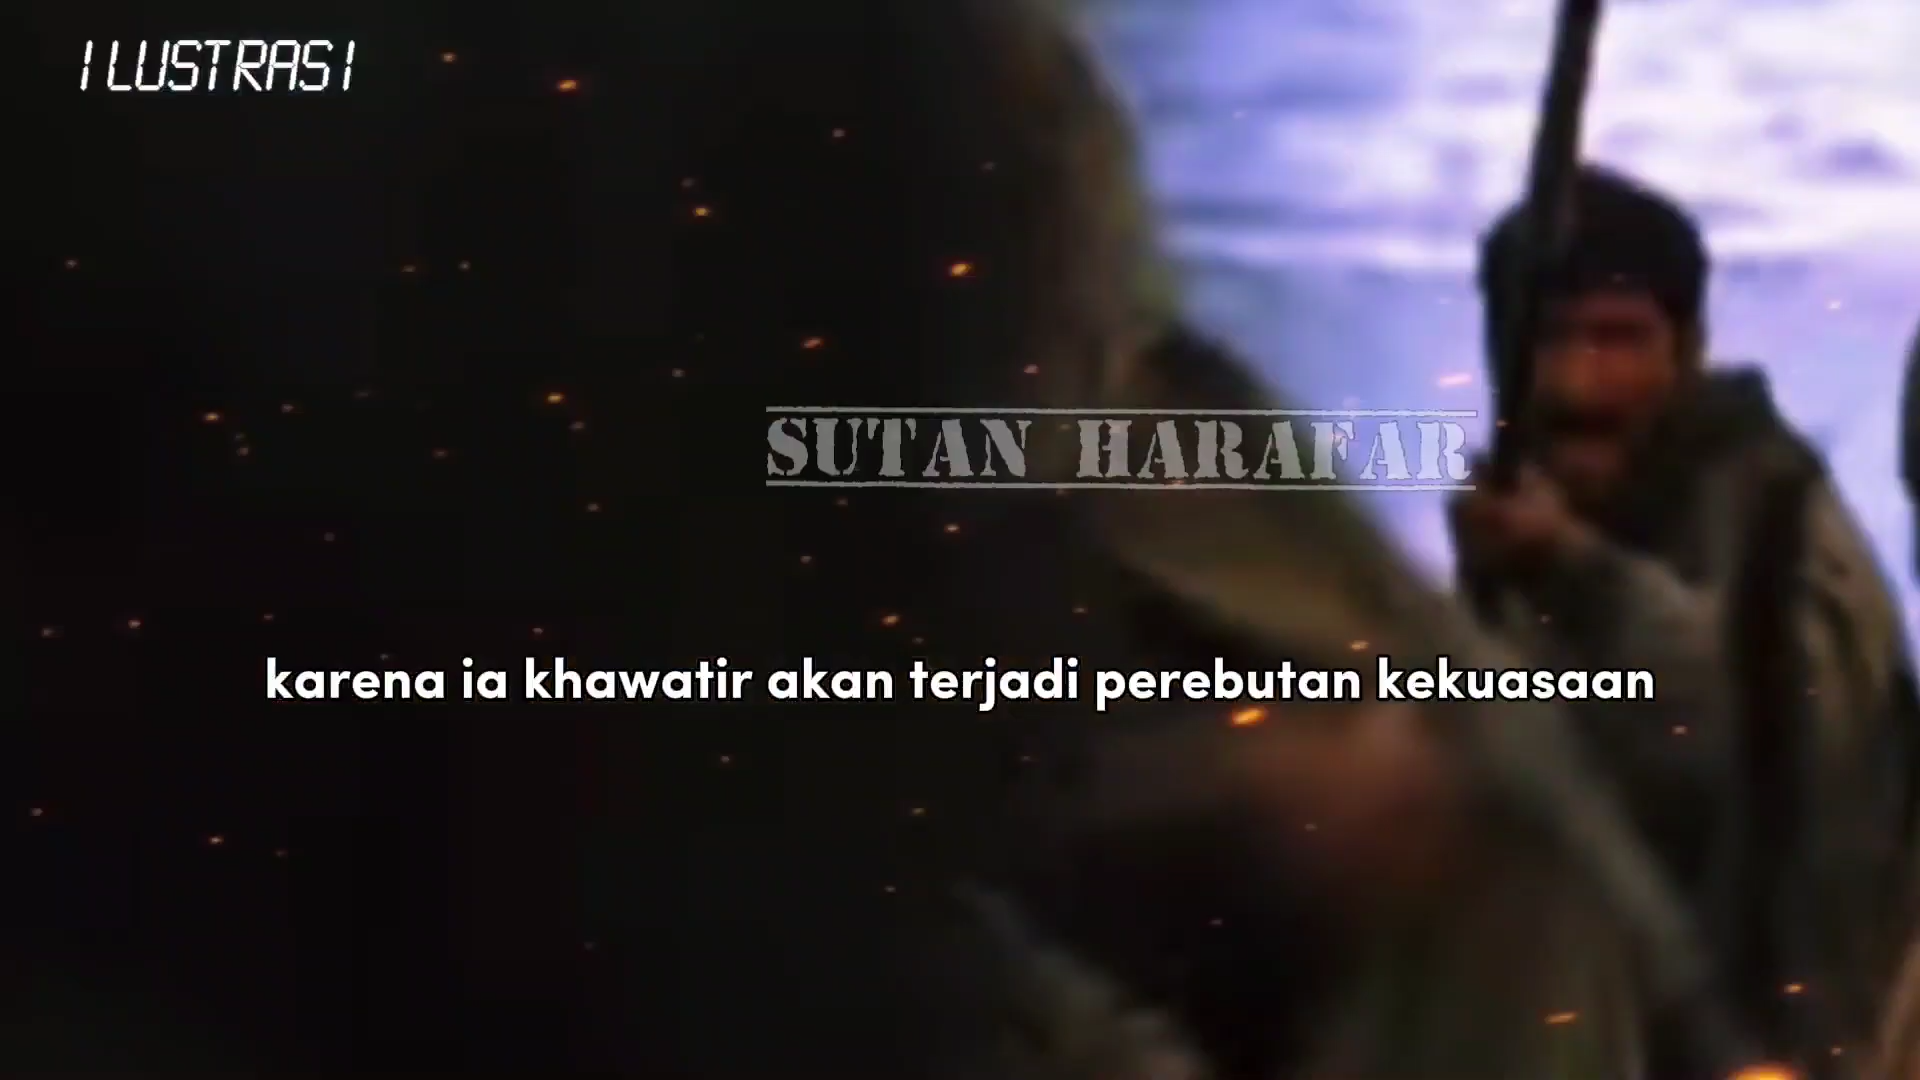 ILUSTRASI
SUTAN HARAFAR
karena ia khawatir akan terjadi perebutan kekuasaan